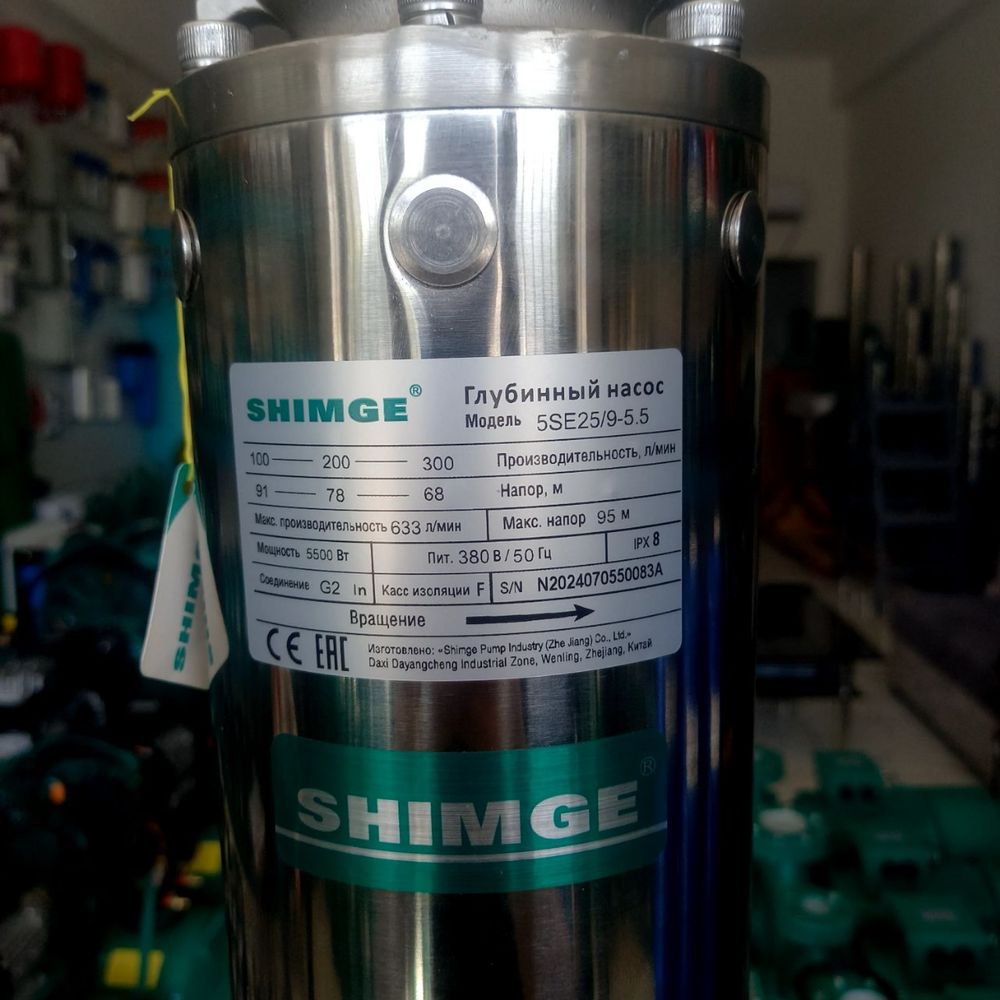 SHIMGE®
Глубинный насос
Модель 5SE25/9-5.5
100 — 200 — 300 Производительность, л/мин
91 — 78 — 68 Напор, м
Макс. производительность 633 л/мин Макс. напор 95 м
Мощность 5500 Вт Пит. 380 В / 50 Гц IPX 8
Соединение G2 In Касс изоляции F S/N N2024070550083A
Вращение
CE EAC Изготовлено: «Shimge Pump Industry (Zhe Jiang) Co., Ltd.»
Daxi Dayangcheng Industrial Zone, Wenling, Zhejiang, Китай
SHIMGE®
SHIM